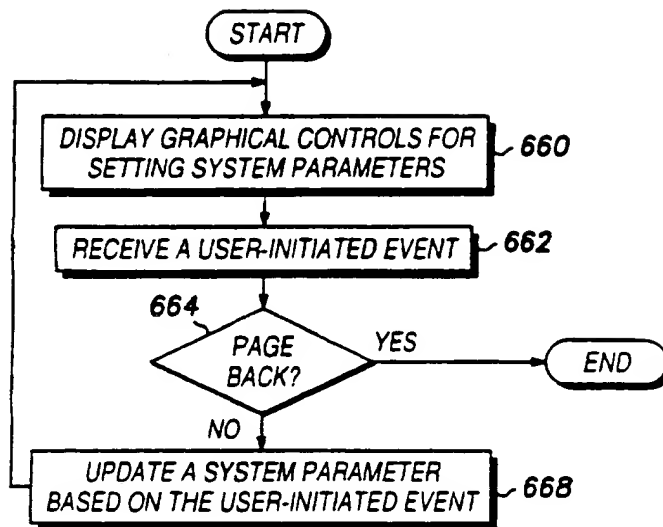 START
DISPLAY GRAPHICAL CONTROLS FOR
SETTING SYSTEM PARAMETERS
660
RECEIVE A USER-INITIATED EVENT
662
664
PAGE
BACK?
YES
END
NO
UPDATE A SYSTEM PARAMETER
BASED ON THE USER-INITIATED EVENT
668